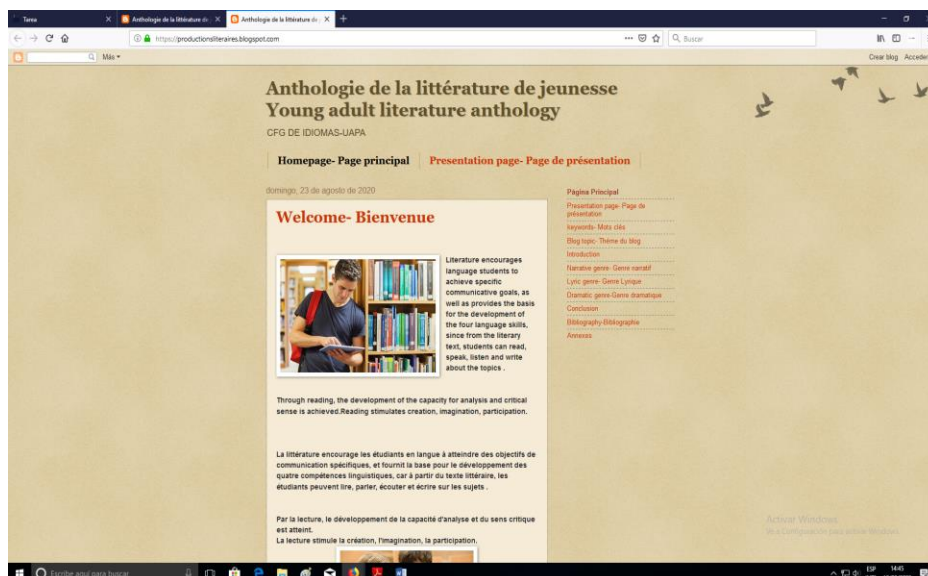 Tarea
Anthologie de la littérature de j
Anthologie de la littérature de j
https://productionsliteraires.blogspot.com
Buscar
Más
Crear blog Acceder
Anthologie de la littérature de jeunesse
Young adult literature anthology
CFG DE IDIOMAS-UAPA
Homepage- Page principal
Presentation page- Page de présentation
domingo, 23 de agosto de 2020
Welcome- Bienvenue
Literature encourages
language students to
achieve specific
communicative goals, as
well as provides the basis
for the development of
the four language skills,
since from the literary
text, students can read,
speak, listen and write
about the topics .
Through reading, the development of the capacity for analysis and critical
sense is achieved.Reading stimulates creation, imagination, participation.
La littérature encourage les étudiants en langue à atteindre des objectifs de
communication spécifiques, et fournit la base pour le développement des
quatre compétences linguistiques, car à partir du texte littéraire, les
étudiants peuvent lire, parler, écouter et écrire sur les sujets .
Par la lecture, le développement de la capacité d'analyse et du sens critique
est atteint.
La lecture stimule la création, l'imagination, la participation.
Página Principal
Presentation page- Page de
présentation
keywords- Mots clés
Blog topic- Thème du blog
Introduction
Narrative genre- Genre narratif
Lyric genre- Genre Lyrique
Dramatic genre-Genre dramatique
Conclusion
Bibliography-Bibliographie
Annexes
Activar Windows
Ve a Configuración para activar Windows.
Escribe aquí para buscar
ESP
1445